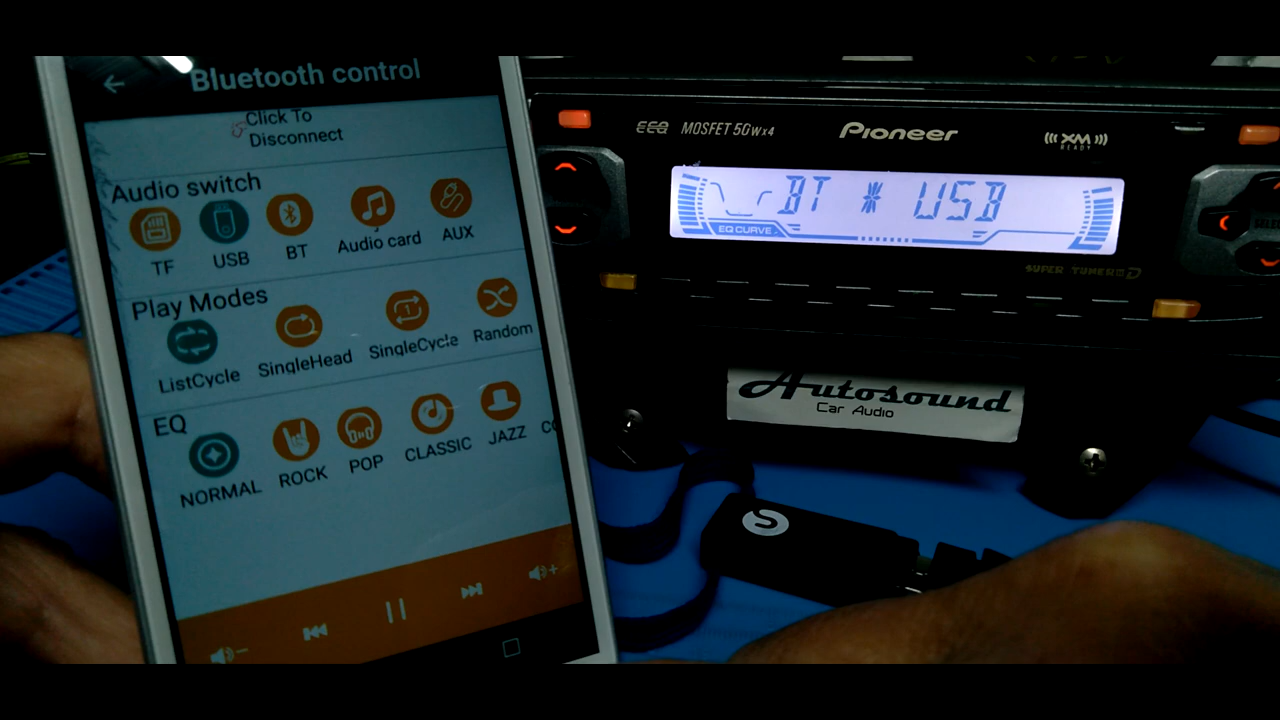 Bluetooth control
Click To
Disconnect
Audio switch
TF
USB
BT
Audio card
AUX
Play Modes
ListCycle
SingleHead
SingleCycle
Random
EQ
NORMAL
ROCK
POP
CLASSIC
JAZZ
EEQ MOSFET 50Wx4
Pioneer
XM
READY
BT * USB
EQ CURVE
SUPER TUNER III D
Autosound
Car Audio